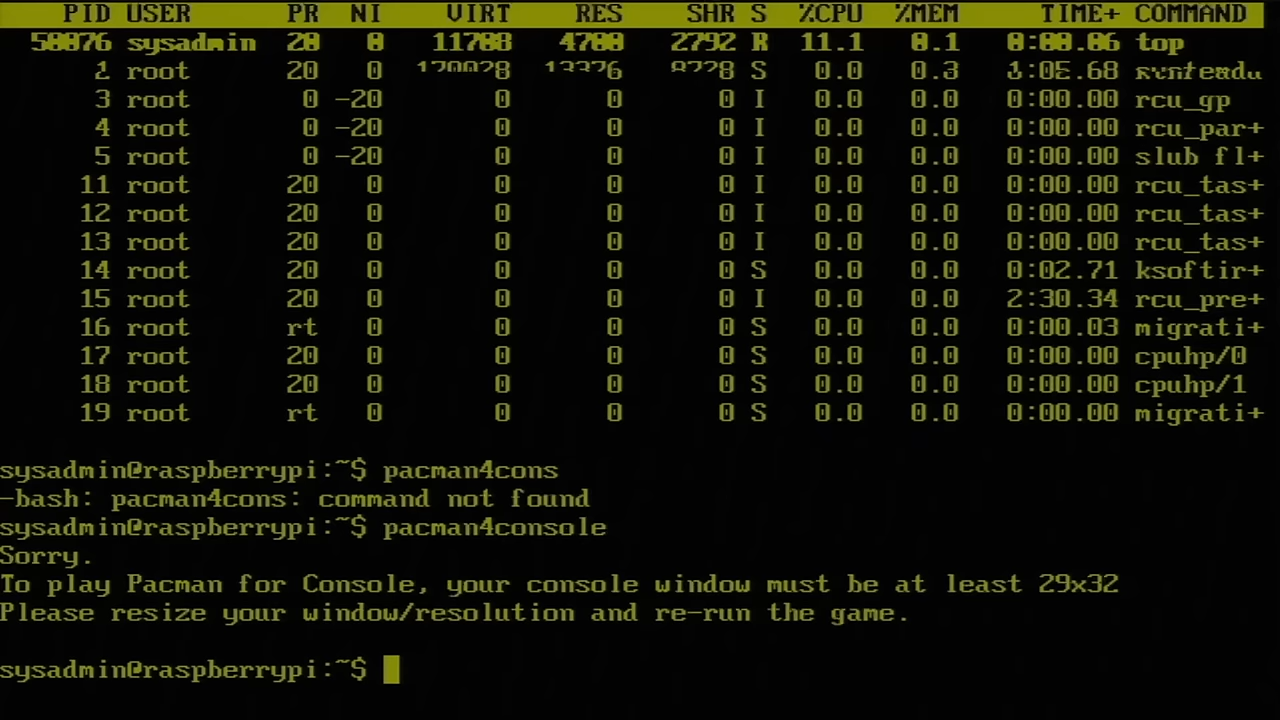 PID USER PR NI VIRT RES SHR S %CPU %MEM TIME+ COMMAND
50076 sysadmin 20 0 11708 4700 2792 R 11.1 0.1 0:00.06 top
root 20 0 S 0.0 0.3 1:05.68
3 root 0 -20 0 0 0 I 0.0 0.0 0:00.00 rcu_gp
4 root 0 -20 0 0 0 I 0.0 0.0 0:00.00 rcu_par+
5 root 0 -20 0 0 0 I 0.0 0.0 0:00.00 slub_fl+
11 root 20 0 0 0 0 I 0.0 0.0 0:00.00 rcu_tas+
12 root 20 0 0 0 0 I 0.0 0.0 0:00.00 rcu_tas+
13 root 20 0 0 0 0 I 0.0 0.0 0:00.00 rcu_tas+
14 root 20 0 0 0 0 S 0.0 0.0 0:02.71 ksoftir+
15 root 20 0 0 0 0 I 0.0 0.0 2:30.34 rcu_pre+
16 root rt 0 0 0 0 S 0.0 0.0 0:00.03 migrati+
17 root 20 0 0 0 0 S 0.0 0.0 0:00.00 cpuhp/0
18 root 20 0 0 0 0 S 0.0 0.0 0:00.00 cpuhp/1
19 root rt 0 0 0 0 S 0.0 0.0 0:00.00 migrati+
sysadmin@raspberrypi:~$ pacman4cons
-bash: pacman4cons: command not found
sysadmin@raspberrypi:~$ pacman4console
Sorry.
To play Pacman for Console, your console window must be at least 29x32
Please resize your window/resolution and re-run the game.
sysadmin@raspberrypi:~$